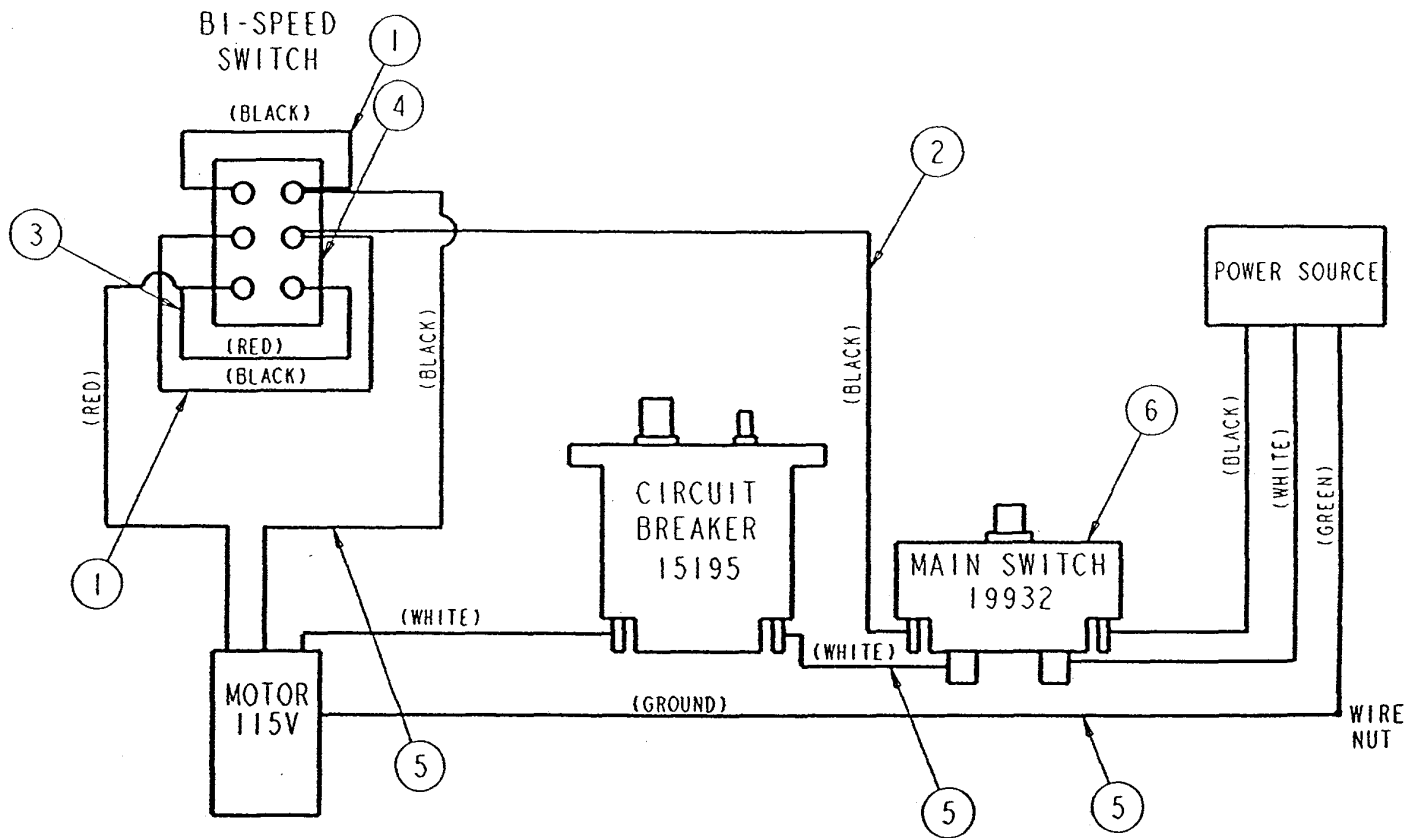 BI-SPEED
SWITCH
1
(BLACK)
4
2
3
POWER SOURCE
(RED)
(BLACK)
(RED)
(BLACK)
(BLACK)
(BLACK)
(WHITE)
(GREEN)
6
CIRCUIT
BREAKER
15195
MAIN SWITCH
19932
1
(WHITE)
(WHITE)
MOTOR
115V
(GROUND)
WIRE
NUT
5
5
5